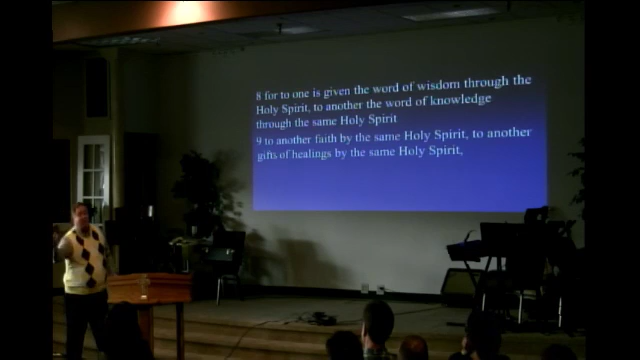 8 for to one is given the word of wisdom through the
Holy Spirit, to another the word of knowledge
through the same Holy Spirit
9 to another faith by the same Holy Spirit, to another
gifts of healings by the same Holy Spirit,